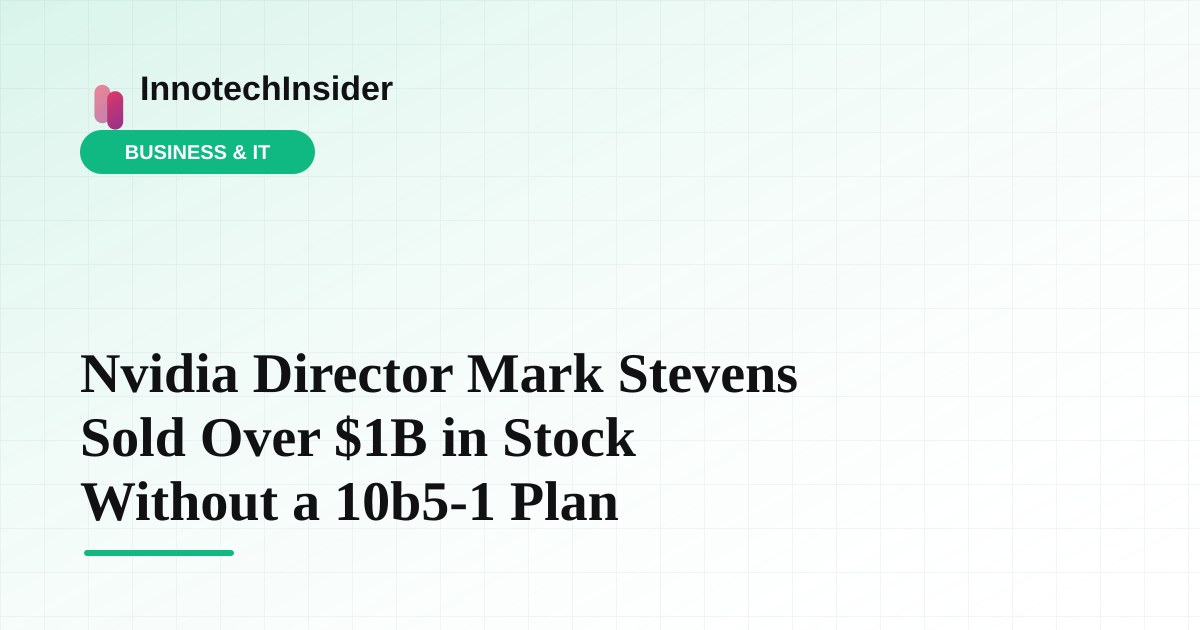 InnotechInsider
BUSINESS & IT
Nvidia Director Mark Stevens
Sold Over $1B in Stock
Without a 10b5-1 Plan